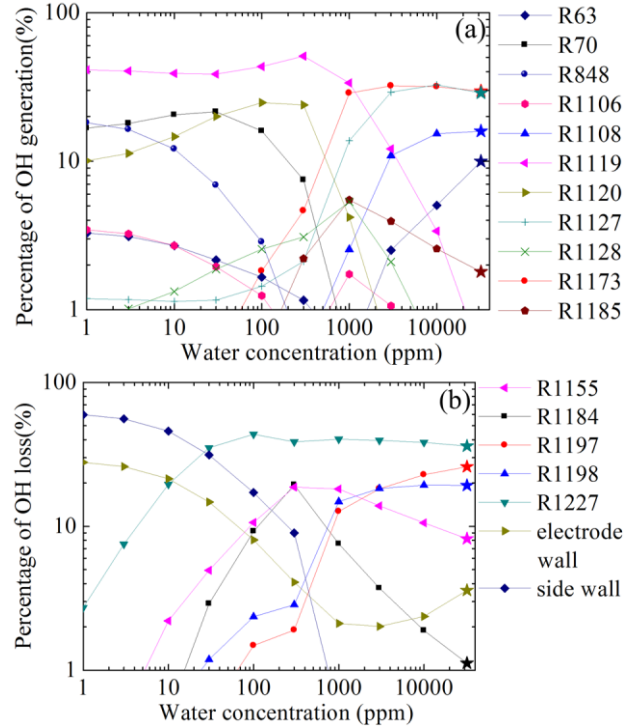 (a)
Percentage of OH generation(%)
100
10
1
1
10
100
1000
10000
Water concentration (ppm)
R63
R70
R848
R1106
R1108
R1119
R1120
R1127
R1128
R1173
R1185
(b)
Percentage of OH loss(%)
100
10
1
1
10
100
1000
10000
Water concentration (ppm)
R1155
R1184
R1197
R1198
R1227
electrode
wall
side wall